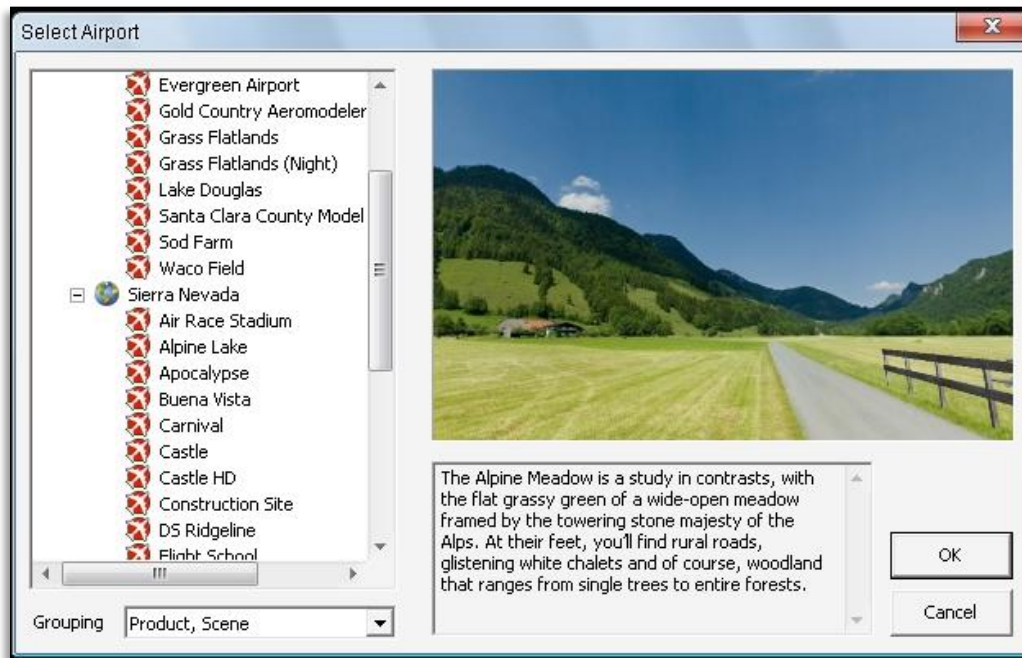 Select Airport
Evergreen Airport
Gold Country Aeromodeler
Grass Flatlands
Grass Flatlands (Night)
Lake Douglas
Santa Clara County Model
Sod Farm
Waco Field
Sierra Nevada
Air Race Stadium
Alpine Lake
Apocalypse
Buena Vista
Carnival
Castle
Castle HD
Construction Site
DS Ridgeline
Flight School
Grouping
Product, Scene
The Alpine Meadow is a study in contrasts, with
the flat grassy green of a wide-open meadow
framed by the towering stone majesty of the
Alps. At their feet, you'll find rural roads,
glistening white chalets and of course, woodland
that ranges from single trees to entire forests.
OK
Cancel